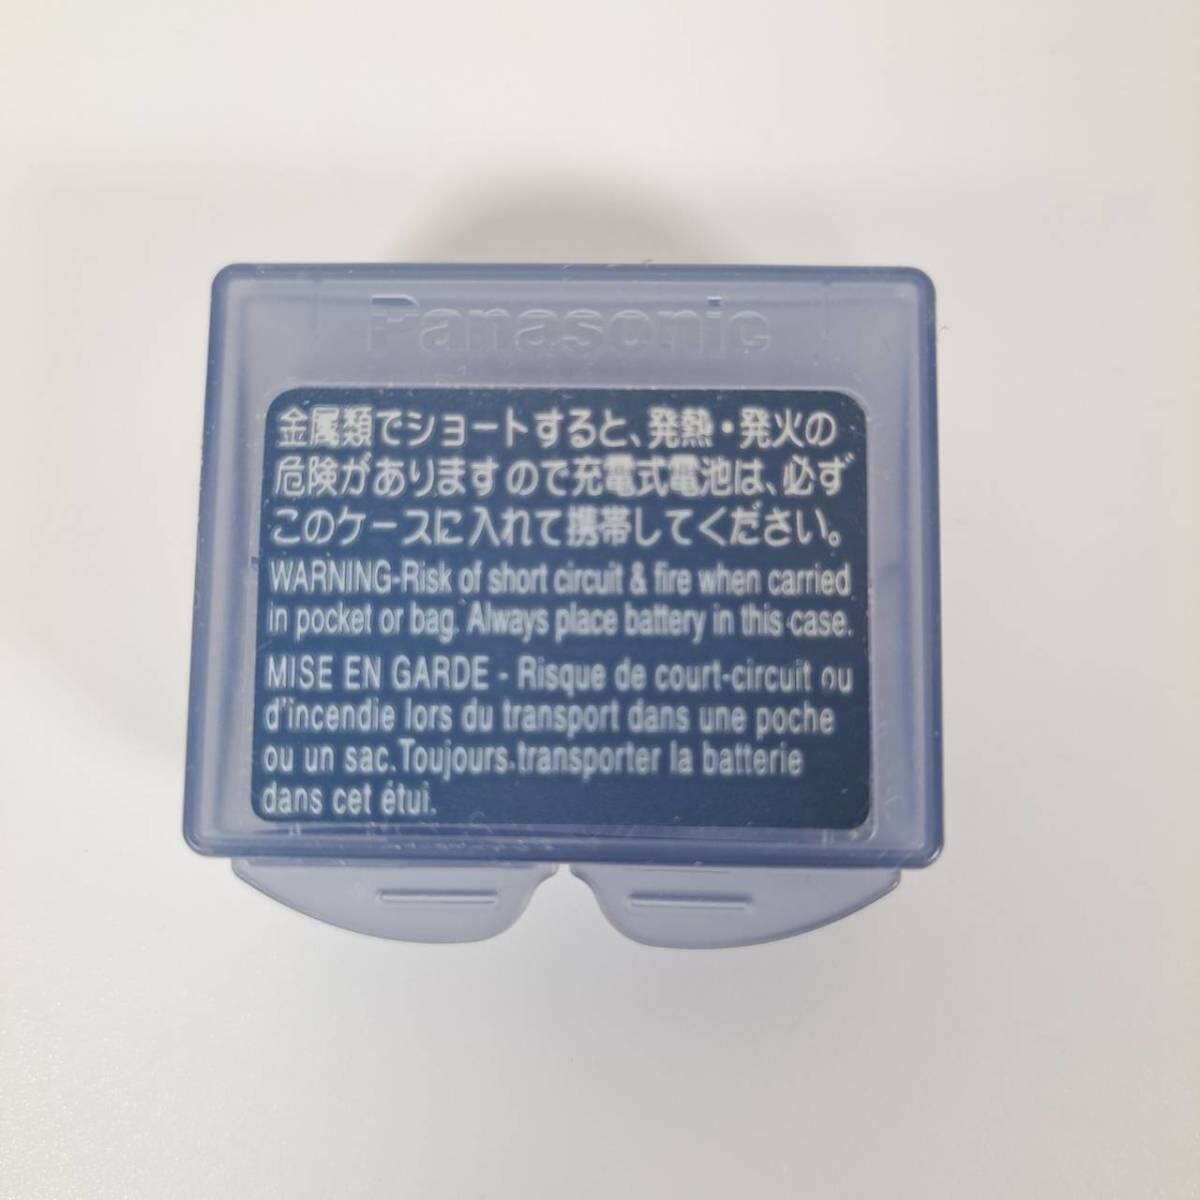 Panasonic
金属類でショートすると、発熱・発火の
危険がありますので充電式電池は、必ず
このケースに入れて携帯してください。
WARNING-Risk of short circuit & fire when carried
in pocket or bag. Always place battery in this case.
MISE EN GARDE - Risque de court-circuit ou
d'incendie lors du transport dans une poche
ou un sac. Toujours transporter la batterie
dans cet étui.